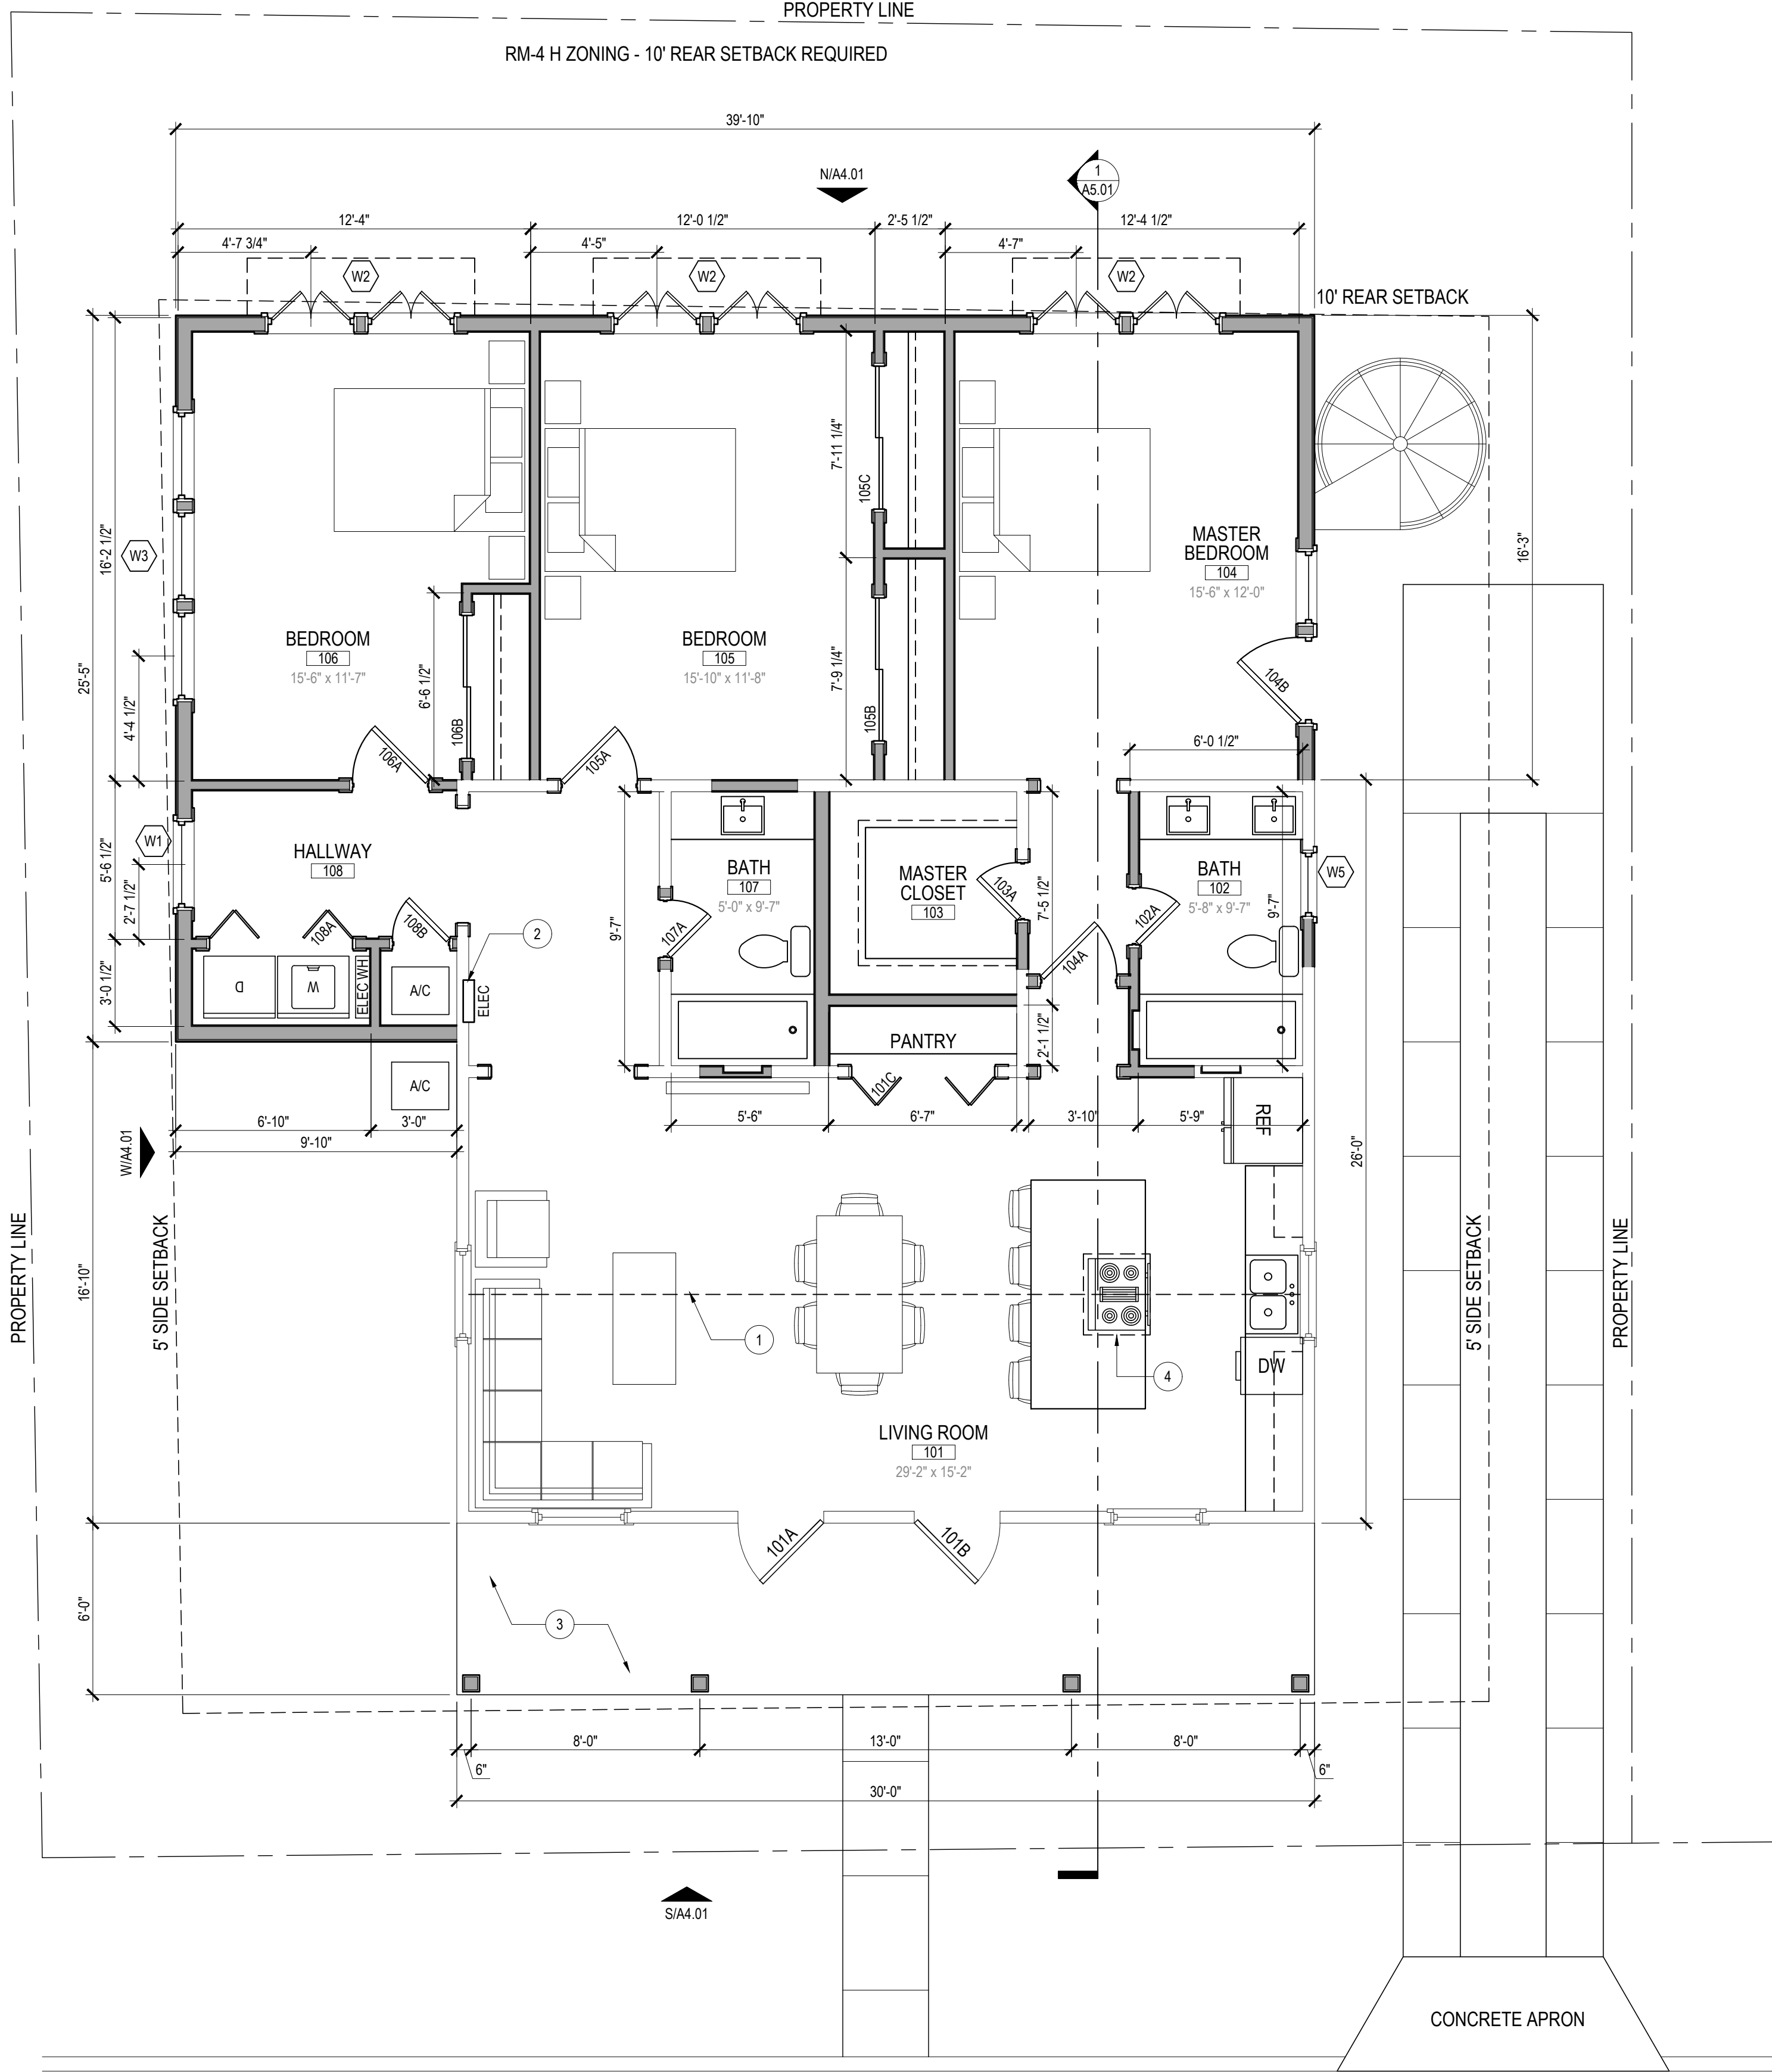 PROPERTY LINE
RM-4 H ZONING - 10' REAR SETBACK REQUIRED
39'-10"
N/A4.01
1
A5.01
12'-4"
12'-0 1/2"
2'-5 1/2"
12'-4 1/2"
4'-7 3/4"
4'-5"
4'-7"
W2
W2
W2
10' REAR SETBACK
7'-11 1/4"
105C
16'-2 1/2"
W3
MASTER
BEDROOM
104
15'-6" x 12'-0"
16'-3"
BEDROOM
106
15'-6" x 11'-7"
BEDROOM
105
15'-10" x 11'-8"
25'-5"
4'-4 1/2"
6'-6 1/2"
7'-9 1/4"
104B
106B
105B
106A
105A
6'-0 1/2"
W1
5'-6 1/2"
2'-7 1/2"
HALLWAY
108
BATH
107
5'-0" x 9'-7"
MASTER
CLOSET
103
103A
7'-5 1/2"
BATH
102
5'-8" x 9'-7"
9'-7"
W5
108A
108B
2
9'-7"
107A
102A
104A
3'-0 1/2"
D
W
ELEC WH
A/C
ELEC
PANTRY
2'-1 1/2"
A/C
101C
6'-10"
3'-0"
9'-10"
5'-6"
6'-7"
3'-10"
5'-9"
REF
W/A4.01
26'-0"
PROPERTY LINE
5' SIDE SETBACK
16'-10"
5' SIDE SETBACK
PROPERTY LINE
1
4
DW
LIVING ROOM
101
29'-2" x 15'-2"
101A
101B
6'-0"
3
8'-0"
13'-0"
8'-0"
6"
6"
30'-0"
S/A4.01
CONCRETE APRON